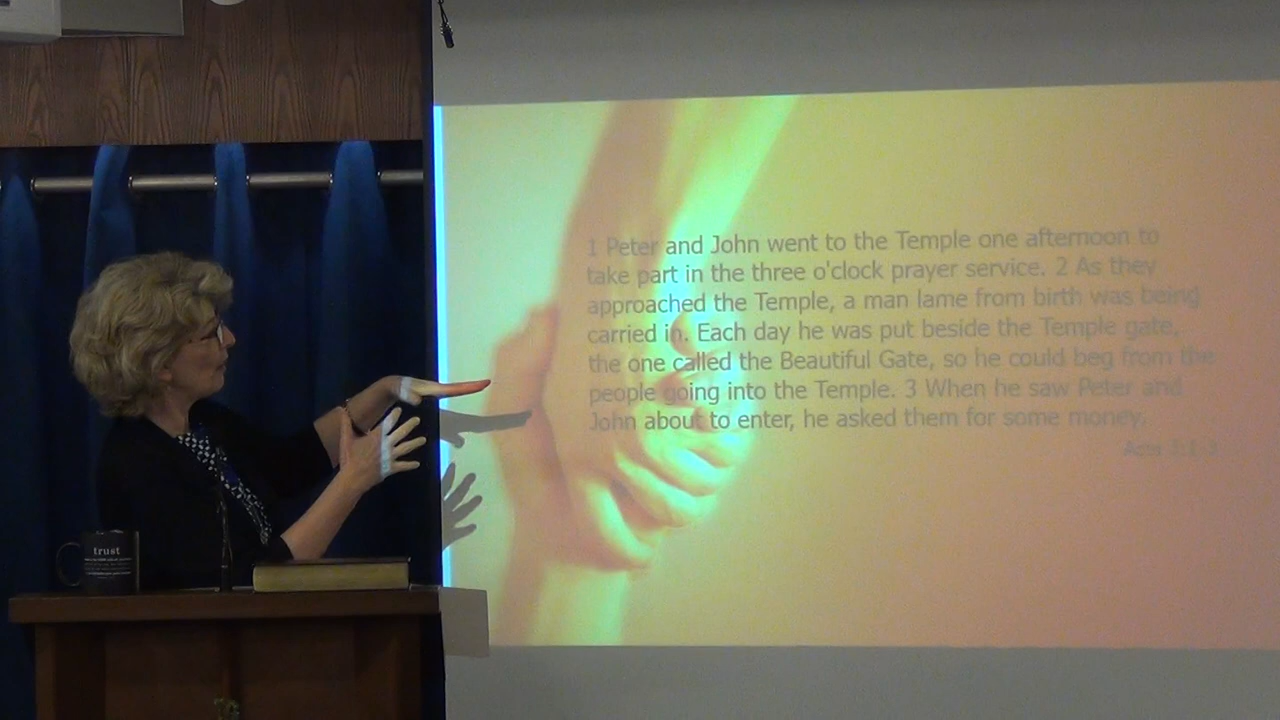 1 Peter and John went to the Temple one afternoon to
take part in the three o'clock prayer service. 2 As they
approached the Temple, a man lame from birth was being
carried in. Each day he was put beside the Temple gate,
the one called the Beautiful Gate, so he could beg from the
people going into the Temple. 3 When he saw Peter and
John about to enter, he asked them for some money.
Acts 3:1-3
trust